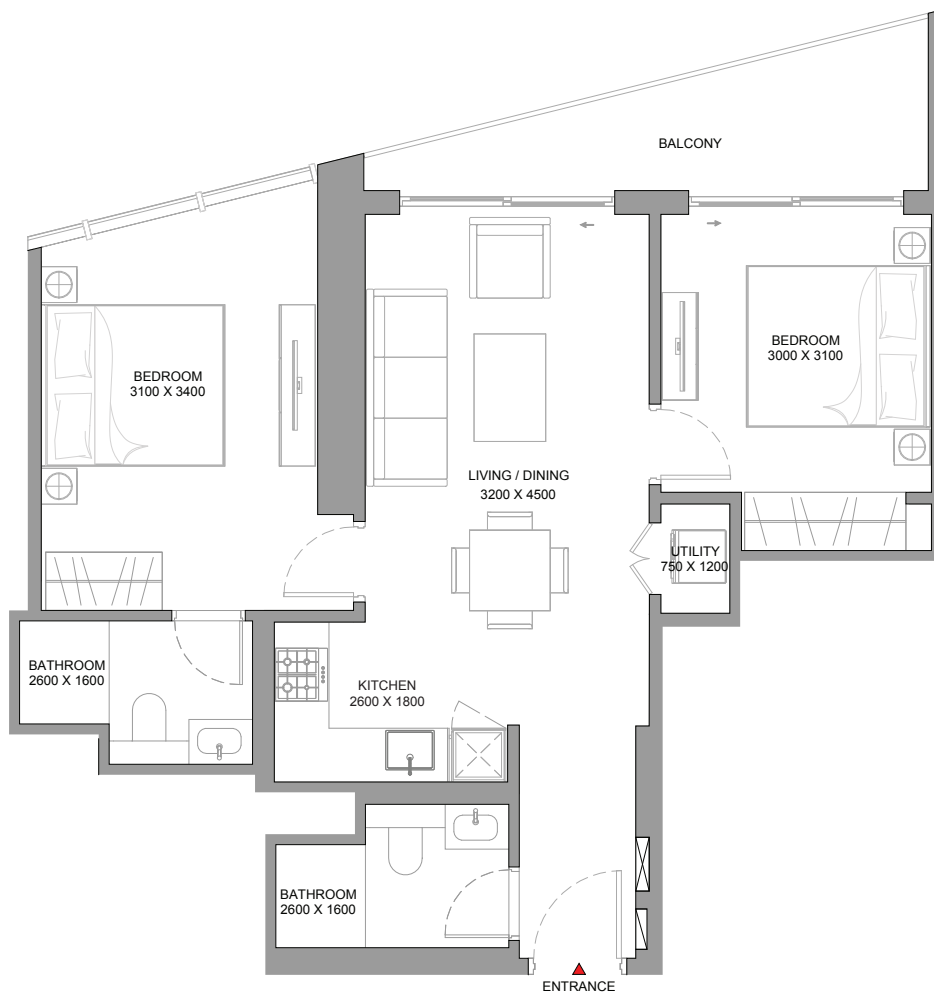 BALCONY
BEDROOM
3000 X 3100
BEDROOM
3100 X 3400
LIVING / DINING
3200 X 4500
UTILITY
750 X 1200
BATHROOM
2600 X 1600
KITCHEN
2600 X 1800
BATHROOM
2600 X 1600
ENTRANCE